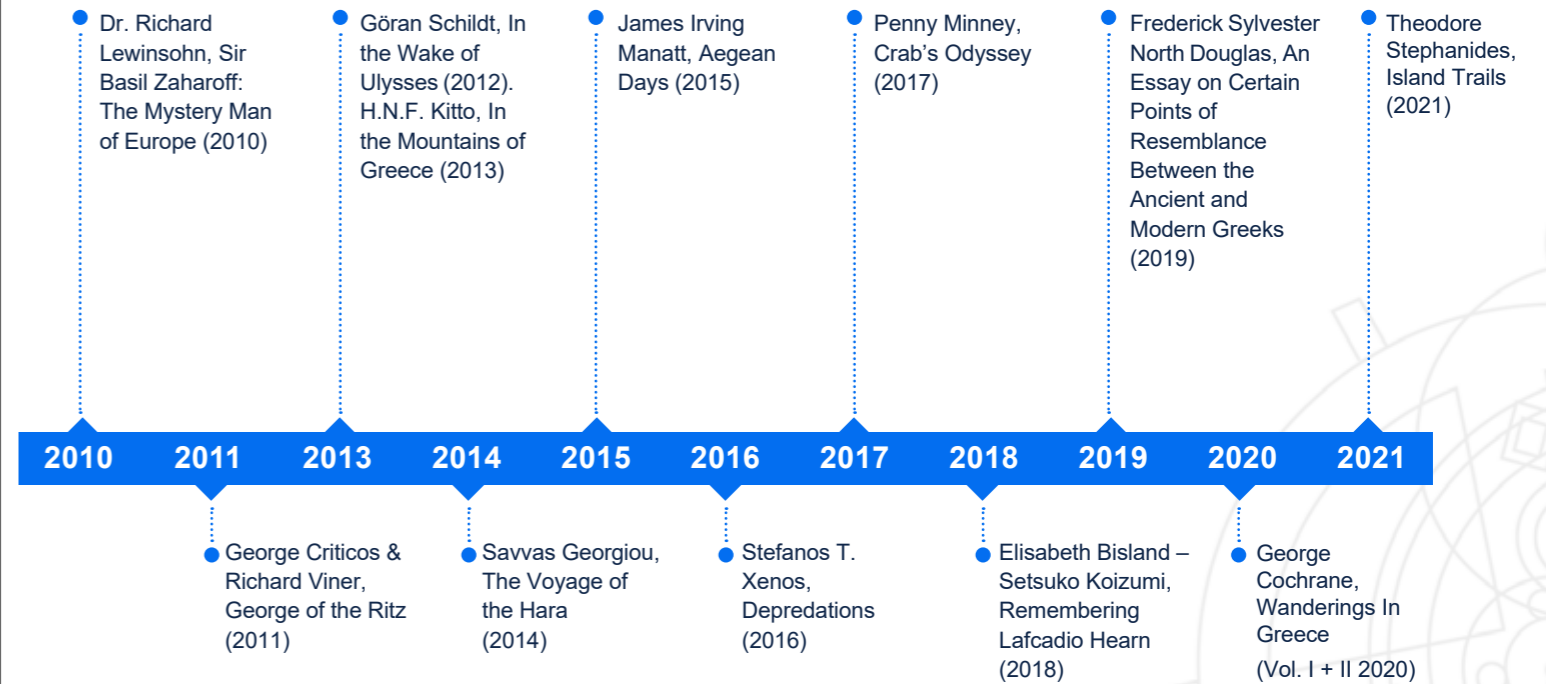 Dr. Richard
Lewinsohn, Sir
Basil Zaharoff:
The Mystery Man
of Europe (2010)
Göran Schildt, In
the Wake of
Ulysses (2012).
H.N.F. Kitto, In
the Mountains of
Greece (2013)
James Irving
Manatt, Aegean
Days (2015)
Penny Minney,
Crab’s Odyssey
(2017)
Frederick Sylvester
North Douglas, An
Essay on Certain
Points of
Resemblance
Between the
Ancient and
Modern Greeks
(2019)
Theodore
Stephanides,
Island Trails
(2021)
2010 2011 2013 2014 2015 2016 2017 2018 2019 2020 2021
George Criticos &
Richard Viner,
George of the Ritz
(2011)
Savvas Georgiou,
The Voyage of
the Hara
(2014)
Stefanos T.
Xenos,
Depredations
(2016)
Elisabeth Bisland –
Setsuko Koizumi,
Remembering
Lafcadio Hearn
(2018)
George
Cochrane,
Wanderings In
Greece
(Vol. I + II 2020)